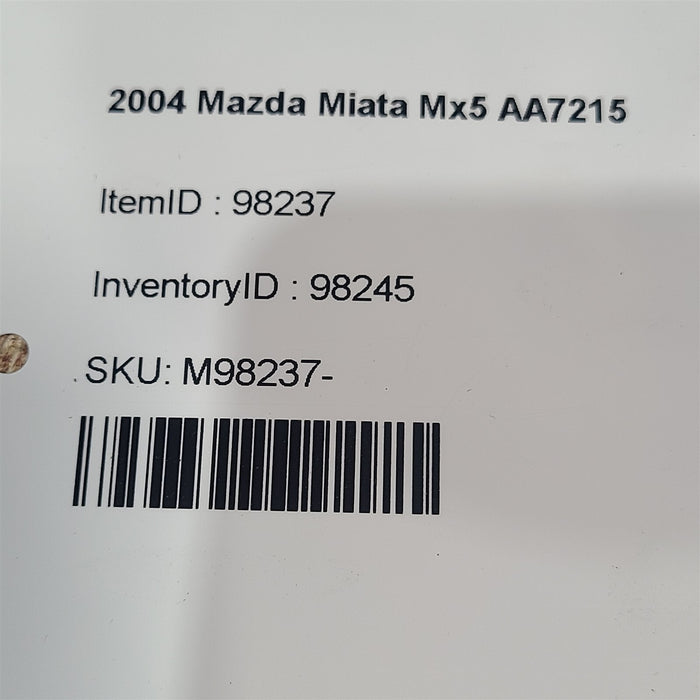 2004 Mazda Miata Mx5 AA7215
ItemID : 98237
InventoryID : 98245
SKU: M98237-